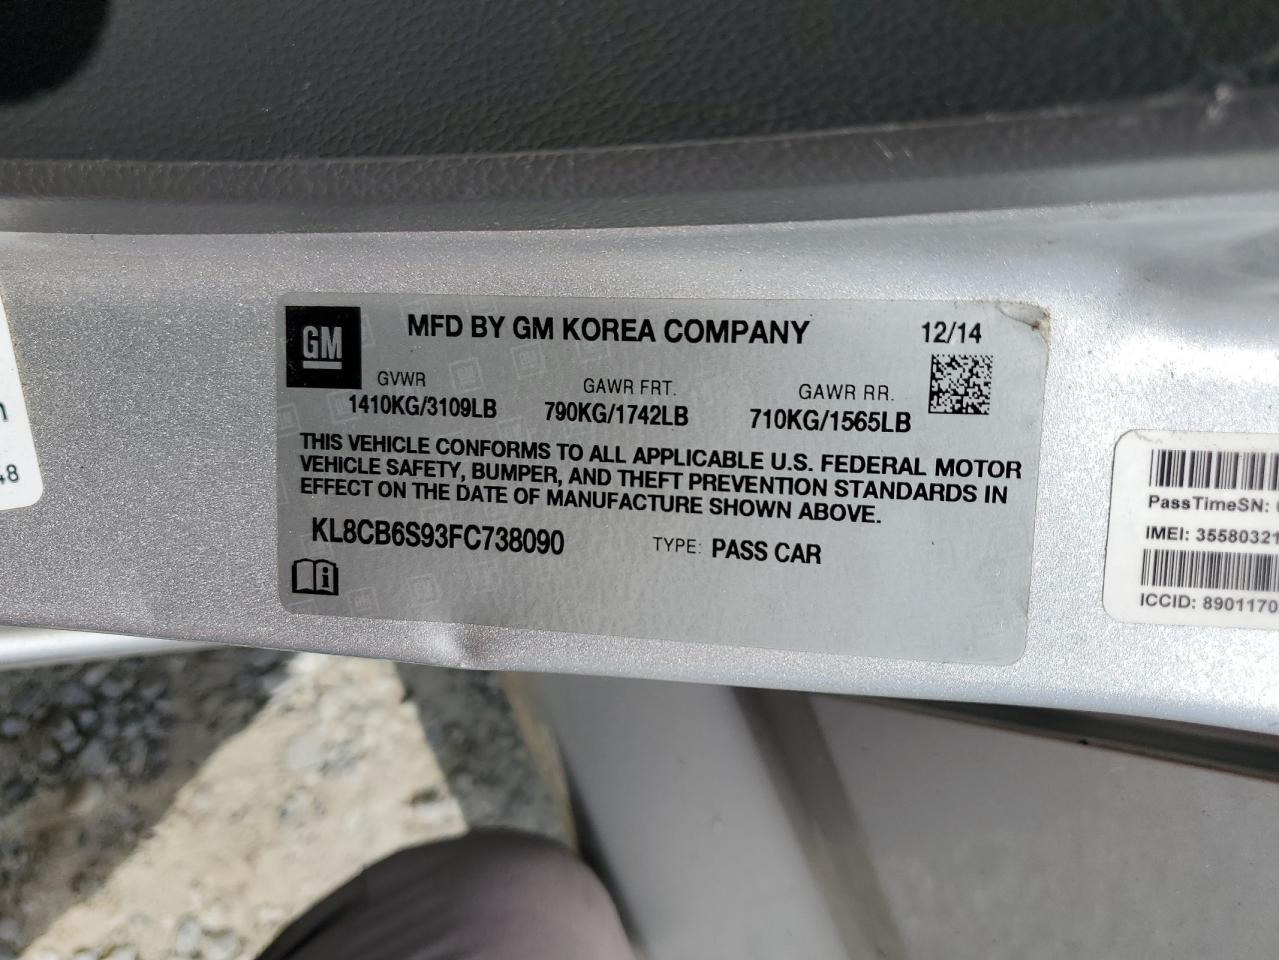 GM
MFD BY GM KOREA COMPANY
12/14
GVWR GAWR FRT. GAWR RR.
1410KG/3109LB 790KG/1742LB 710KG/1565LB
THIS VEHICLE CONFORMS TO ALL APPLICABLE U.S. FEDERAL MOTOR
VEHICLE SAFETY, BUMPER, AND THEFT PREVENTION STANDARDS IN
EFFECT ON THE DATE OF MANUFACTURE SHOWN ABOVE.
KL8CB6S93FC738090 TYPE: PASS CAR
PassTimeSN:
IMEI: 35580321
ICCID: 8901170
48